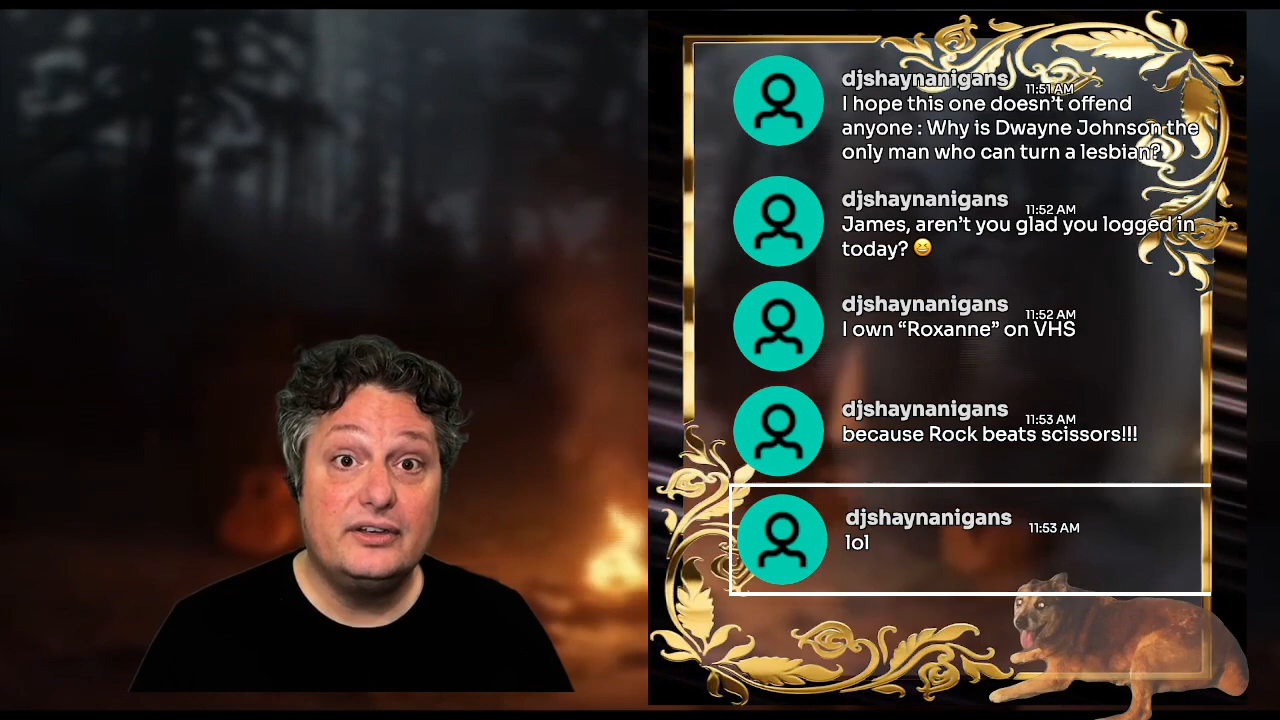 djshaynanigans 11:51 AM
I hope this one doesn’t offend
anyone : Why is Dwayne Johnson the
only man who can turn a lesbian?
djshaynanigans 11:52 AM
James, aren’t you glad you logged in
today? 😆
djshaynanigans 11:52 AM
I own “Roxanne” on VHS
djshaynanigans 11:53 AM
because Rock beats scissors!!!
djshaynanigans 11:53 AM
lol